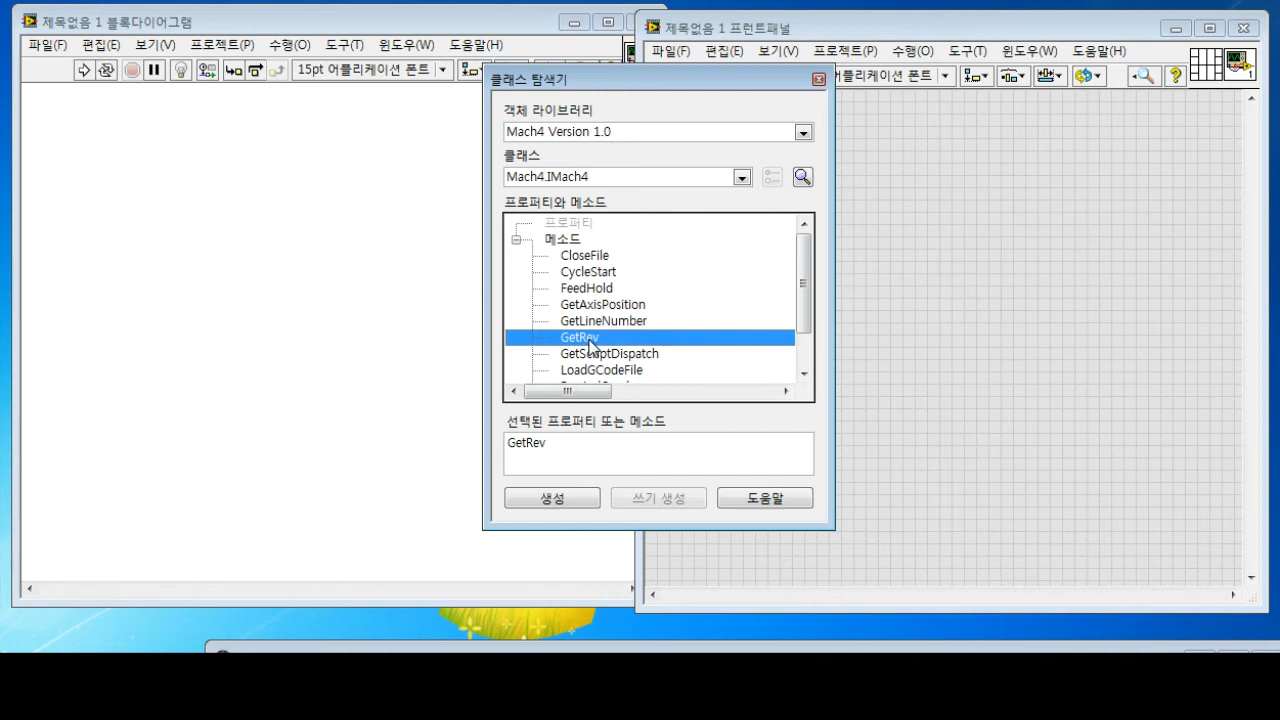 제목없음 1 블록다이어그램
파일(F) 편집(E) 보기(V) 프로젝트(P) 수행(O) 도구(T) 윈도우(W) 도움말(H)
15pt 어플리케이션 폰트
제목없음 1 프런트패널
파일(F) 편집(E) 보기(V) 프로젝트(P) 수행(O) 도구(T) 윈도우(W) 도움말(H)
어플리케이션 폰트
1
클래스 탐색기
객체 라이브러리
Mach4 Version 1.0
클래스
Mach4.IMach4
프로퍼티와 메소드
프로퍼티
메소드
CloseFile
CycleStart
FeedHold
GetAxisPosition
GetLineNumber
GetRev
GetScriptDispatch
LoadGCodeFile
선택된 프로퍼티 또는 메소드
GetRev
생성 쓰기 생성 도움말